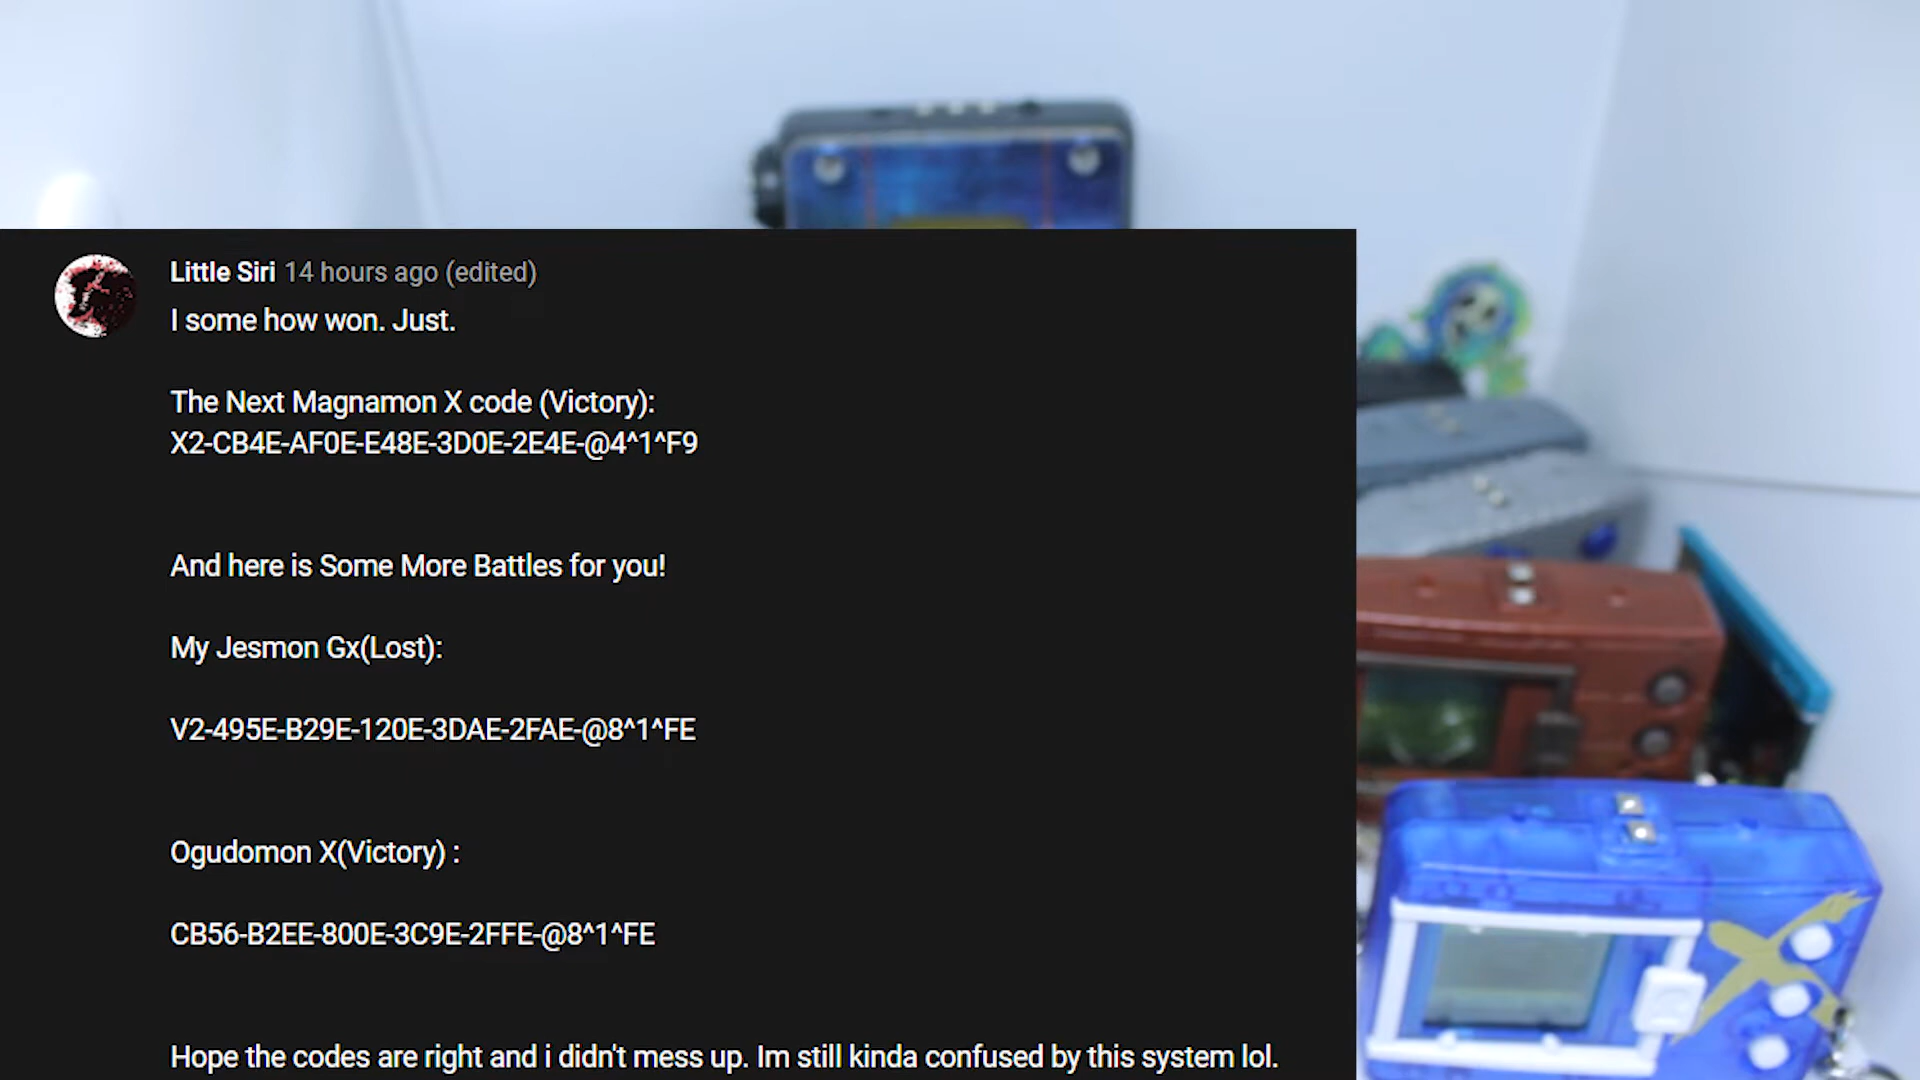 Little Siri 14 hours ago (edited)
I some how won. Just.
The Next Magnamon X code (Victory):
X2-CB4E-AF0E-E48E-3D0E-2E4E-@4^1^F9
And here is Some More Battles for you!
My Jesmon Gx(Lost):
V2-495E-B29E-120E-3DAE-2FAE-@8^1^FE
Ogudomon X(Victory) :
CB56-B2EE-800E-3C9E-2FFE-@8^1^FE
Hope the codes are right and i didn't mess up. Im still kinda confused by this system lol.